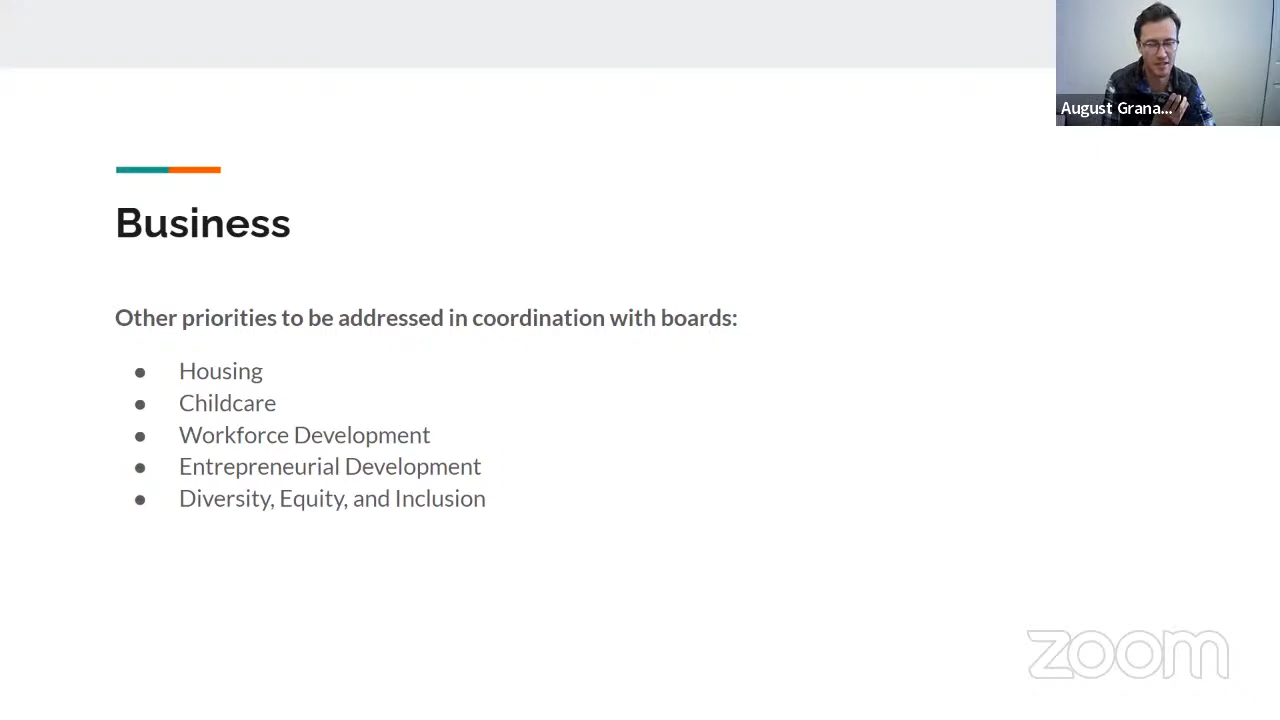 August Grana...
Business
Other priorities to be addressed in coordination with boards:
● Housing
● Childcare
● Workforce Development
● Entrepreneurial Development
● Diversity, Equity, and Inclusion
zoom